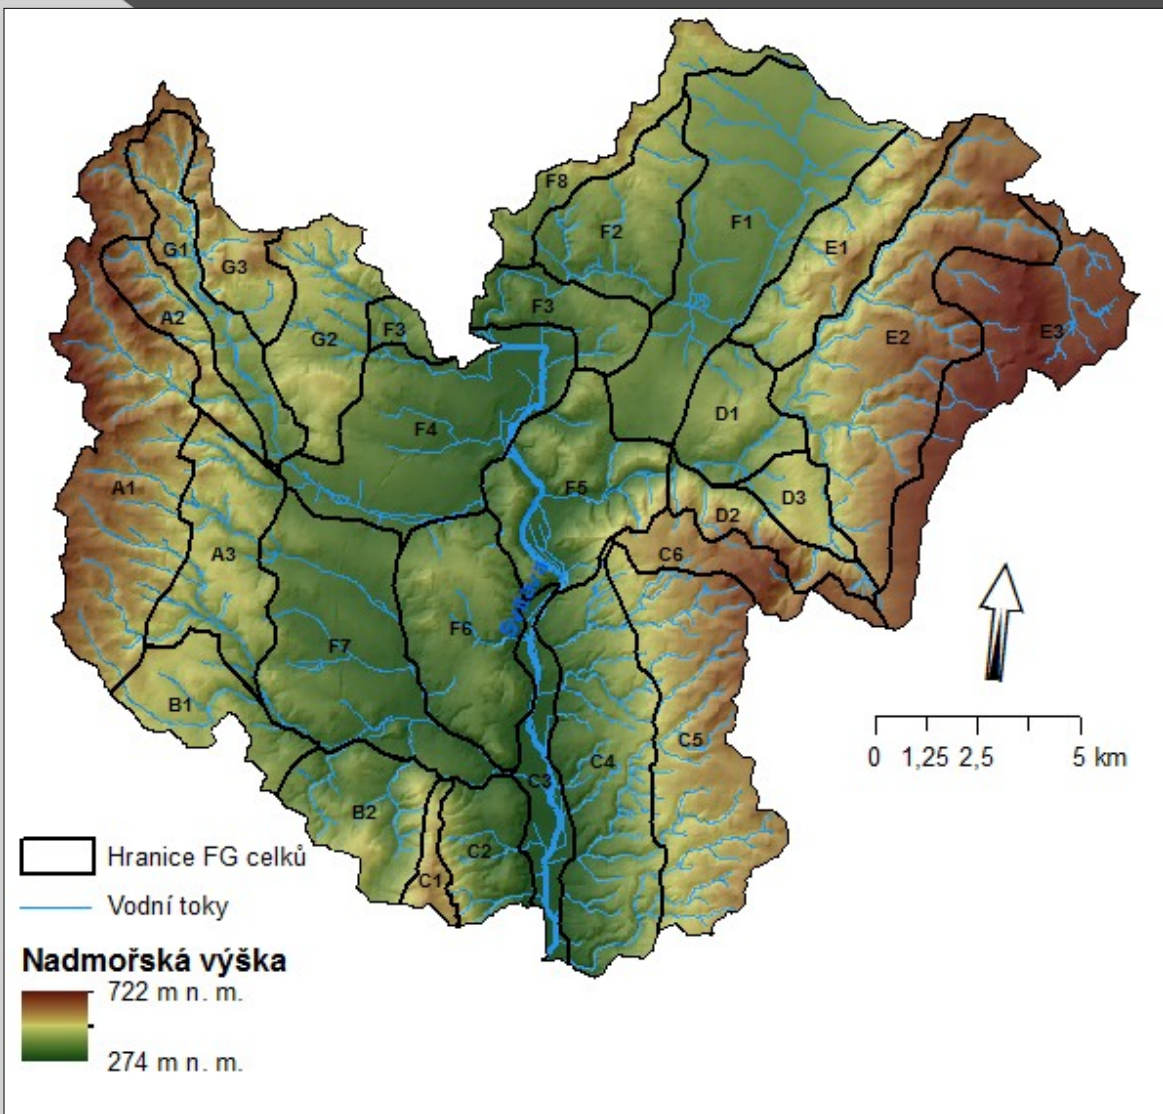 F8
F2
F1
E1
G1
G3
A2
F3
F3
G2
E2
E3
D1
F4
F5
A1
D3
D2
A3
C6
F6
F7
B1
C5
C4
C3
B2
C2
C1
0 1,25 2,5 5 km
Hranice FG celků
Vodní toky
Nadmořská výška
722 m n. m.
274 m n. m.